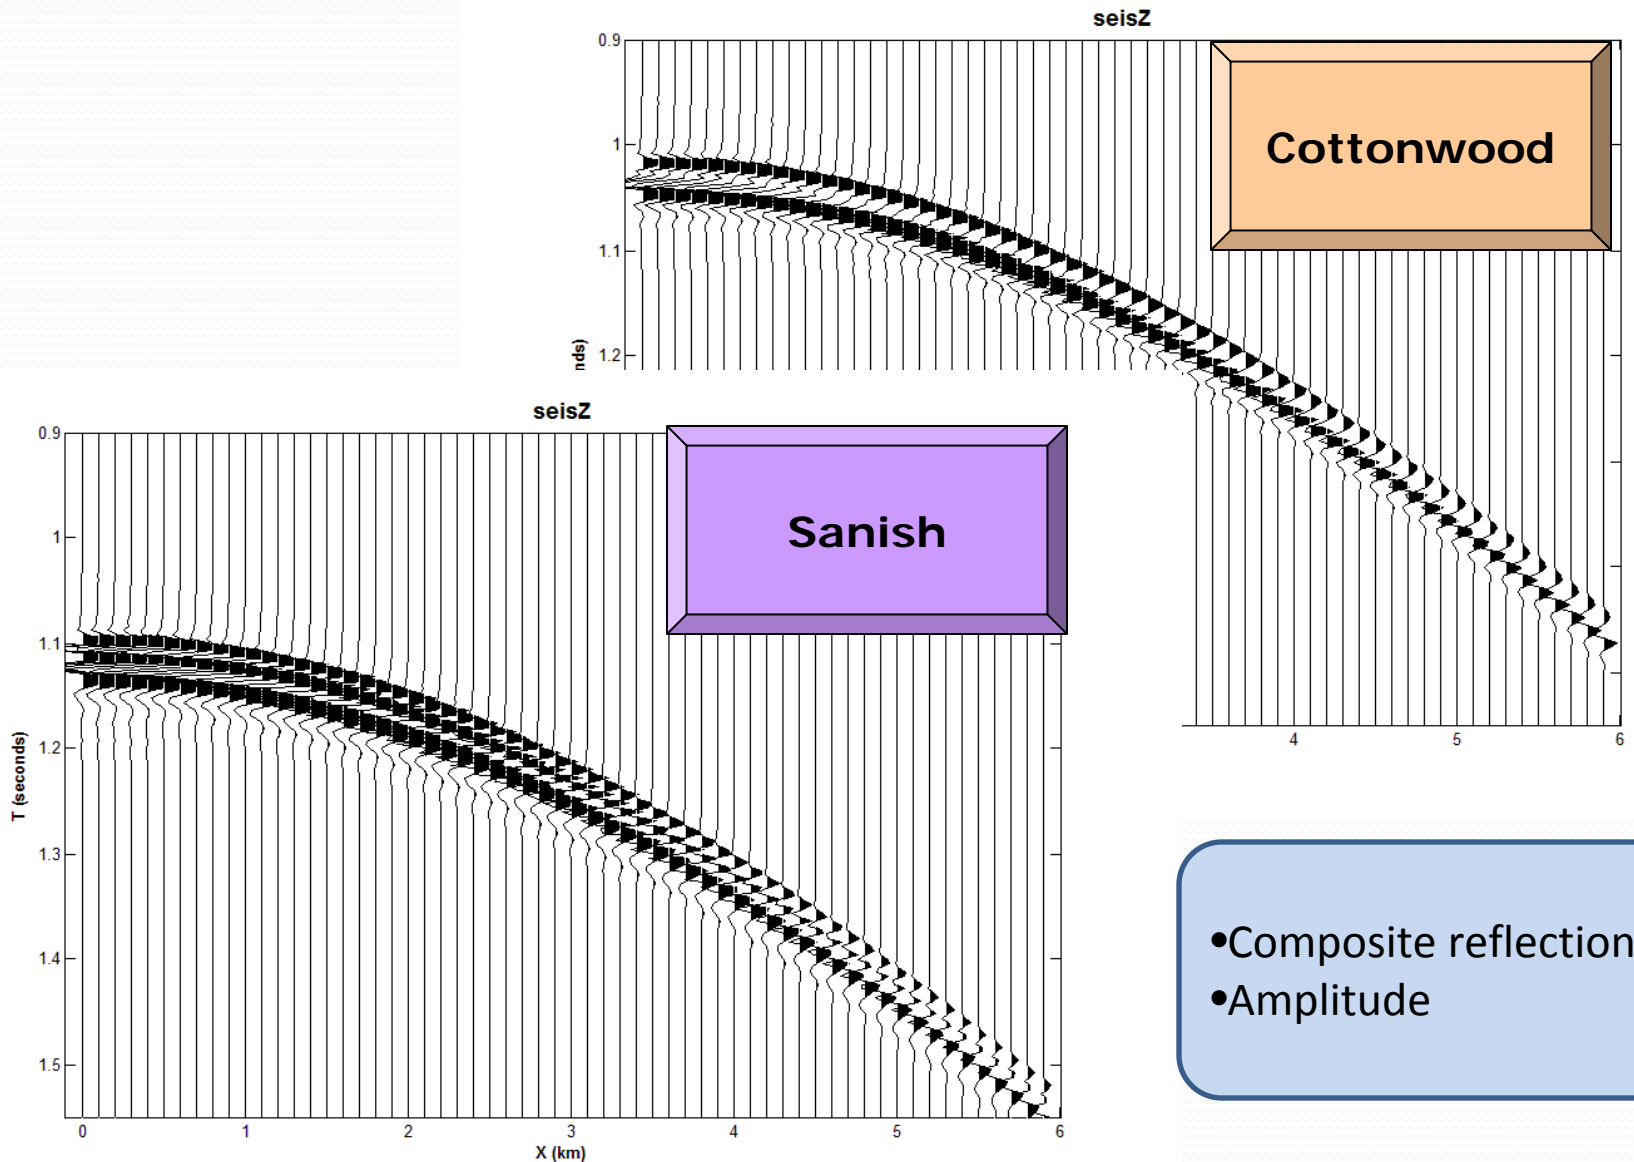 seisZ
0.9
1
1.1
1.2
nds)
Cottonwood
4
5
6
seisZ
0.9
1
1.1
1.2
1.3
1.4
1.5
T (seconds)
Sanish
0
1
2
3
4
5
6
X (km)
•Composite reflection
•Amplitude